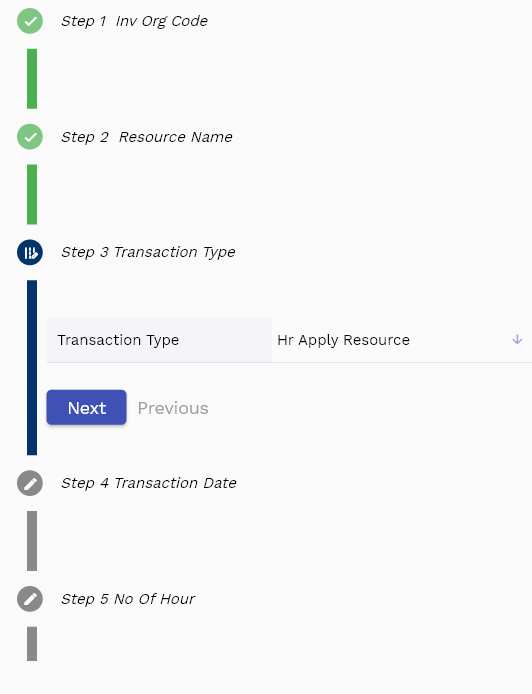 Step 1 Inv Org Code
Step 2 Resource Name
Step 3 Transaction Type
Transaction Type Hr Apply Resource
Next Previous
Step 4 Transaction Date
Step 5 No Of Hour